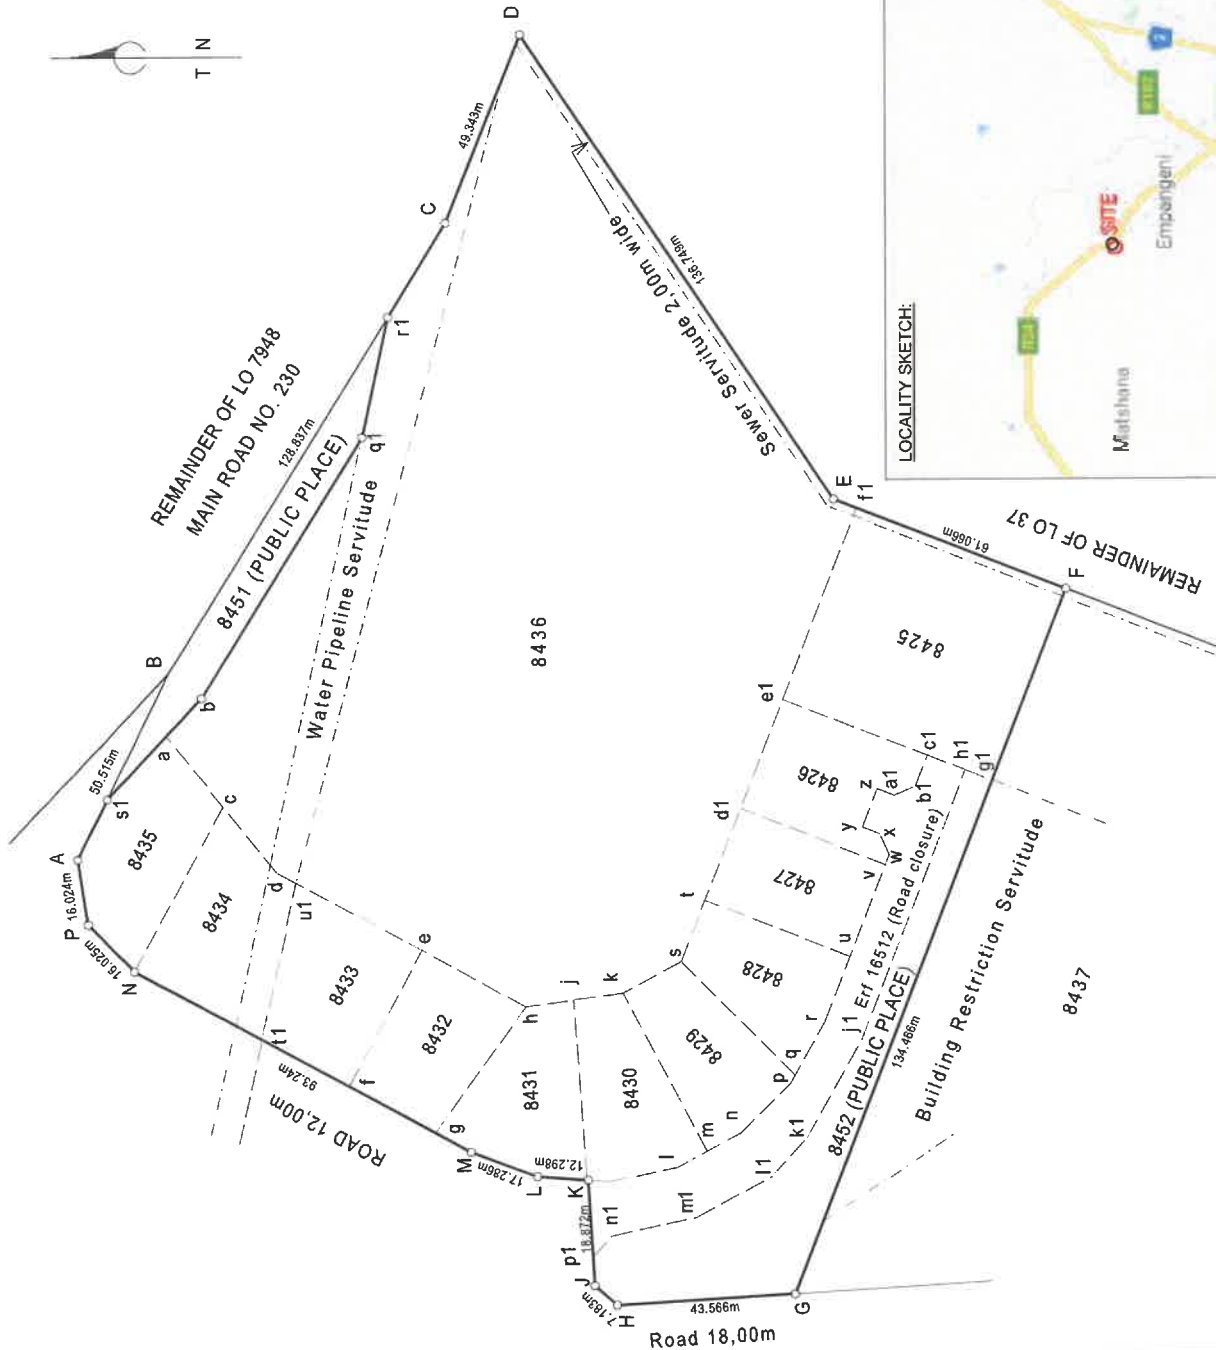 T N
D
49.343m
C
r1
REMAINDER OF LO 7948
MAIN ROAD NO. 230
128.837m
8451 (PUBLIC PLACE)
q1
Water Pipeline Servitude
B
b
a
50.515m
s1
A
16.024m
P
16.025m
N
8435
c
8434
d
u1
8433
e
t1
93.24m
f
8432
ROAD 12,00m
g
h
M
17.286m
L
12.298m
K
8431
j
k
8430
8436
Sewer Servitude 2,00m wide
136.749m
E
f1
61.066m
F
REMAINDER OF LO 37
8425
e1
8426
d1
c1
h1
g1
z
a1
b1
y
x
w
v
8427
t
u
8428
s
r
8429
q
p
n
m
l
Erf 16512 (Road closure)
j1
k1
l1
m1
n1
p1
18.872m
J
7.183m
H
43.566m
G
Road 18,00m
8452 (PUBLIC PLACE)
134.466m
Building Restriction Servitude
8437
LOCALITY SKETCH:
SITE
Empangeni
Matshana
2